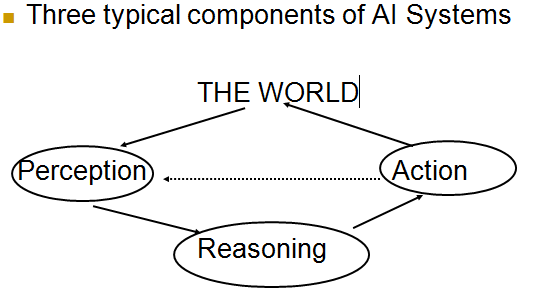 Three typical components of AI Systems
THE WORLD
Perception
Action
Reasoning